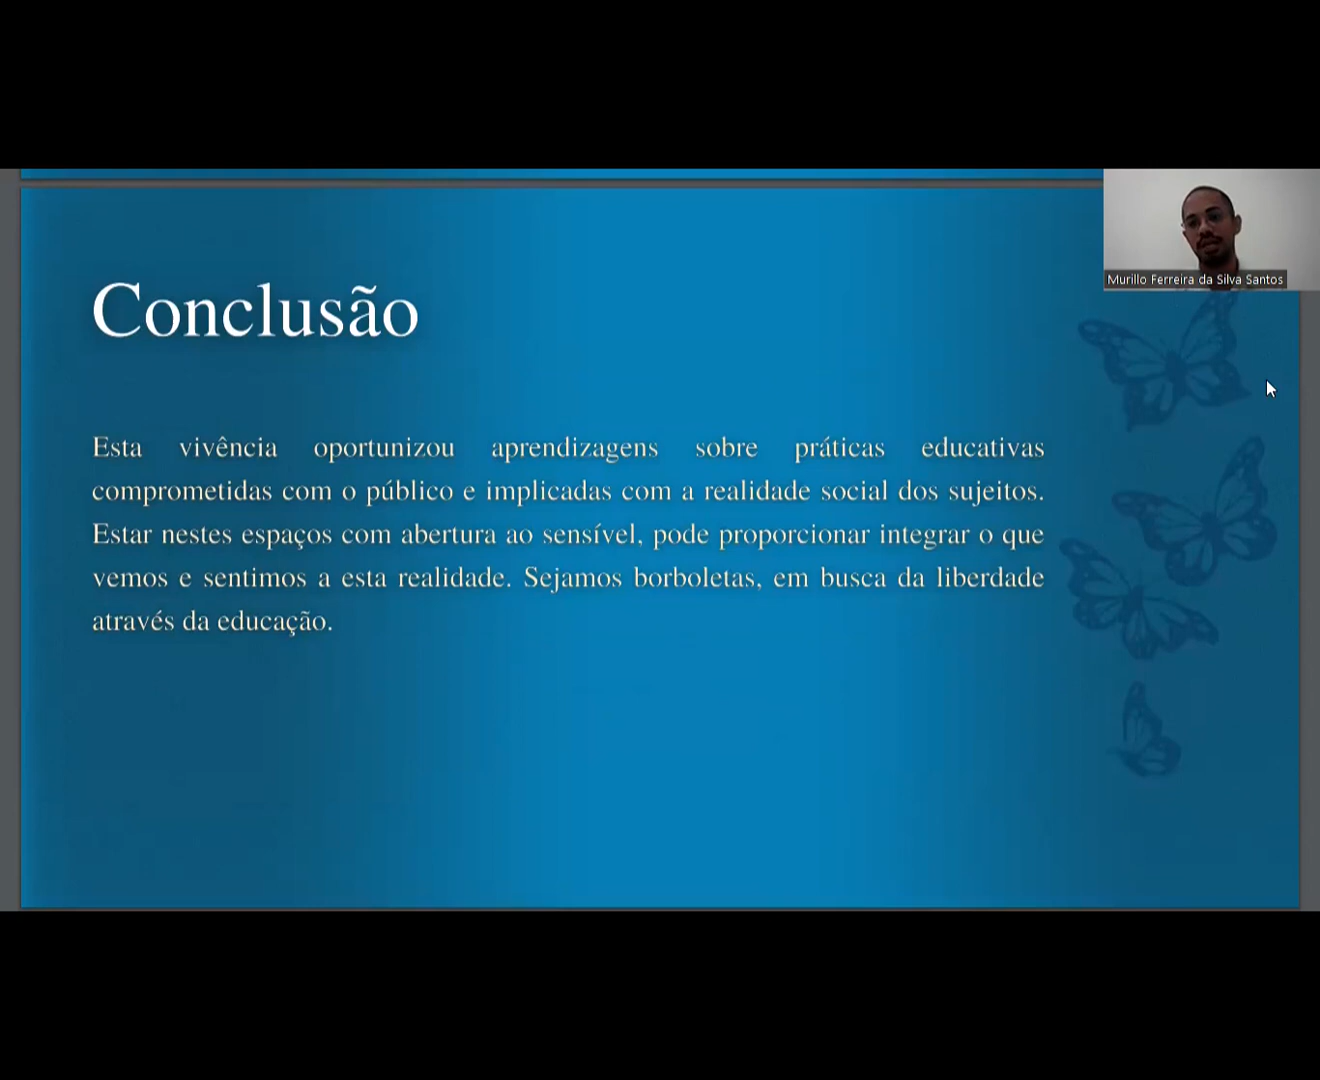 Murillo Ferreira da Silva Santos
Conclusão
Esta vivência oportunizou aprendizagens sobre práticas educativas
comprometidas com o público e implicadas com a realidade social dos sujeitos.
Estar nestes espaços com abertura ao sensível, pode proporcionar integrar o que
vemos e sentimos a esta realidade. Sejamos borboletas, em busca da liberdade
através da educação.